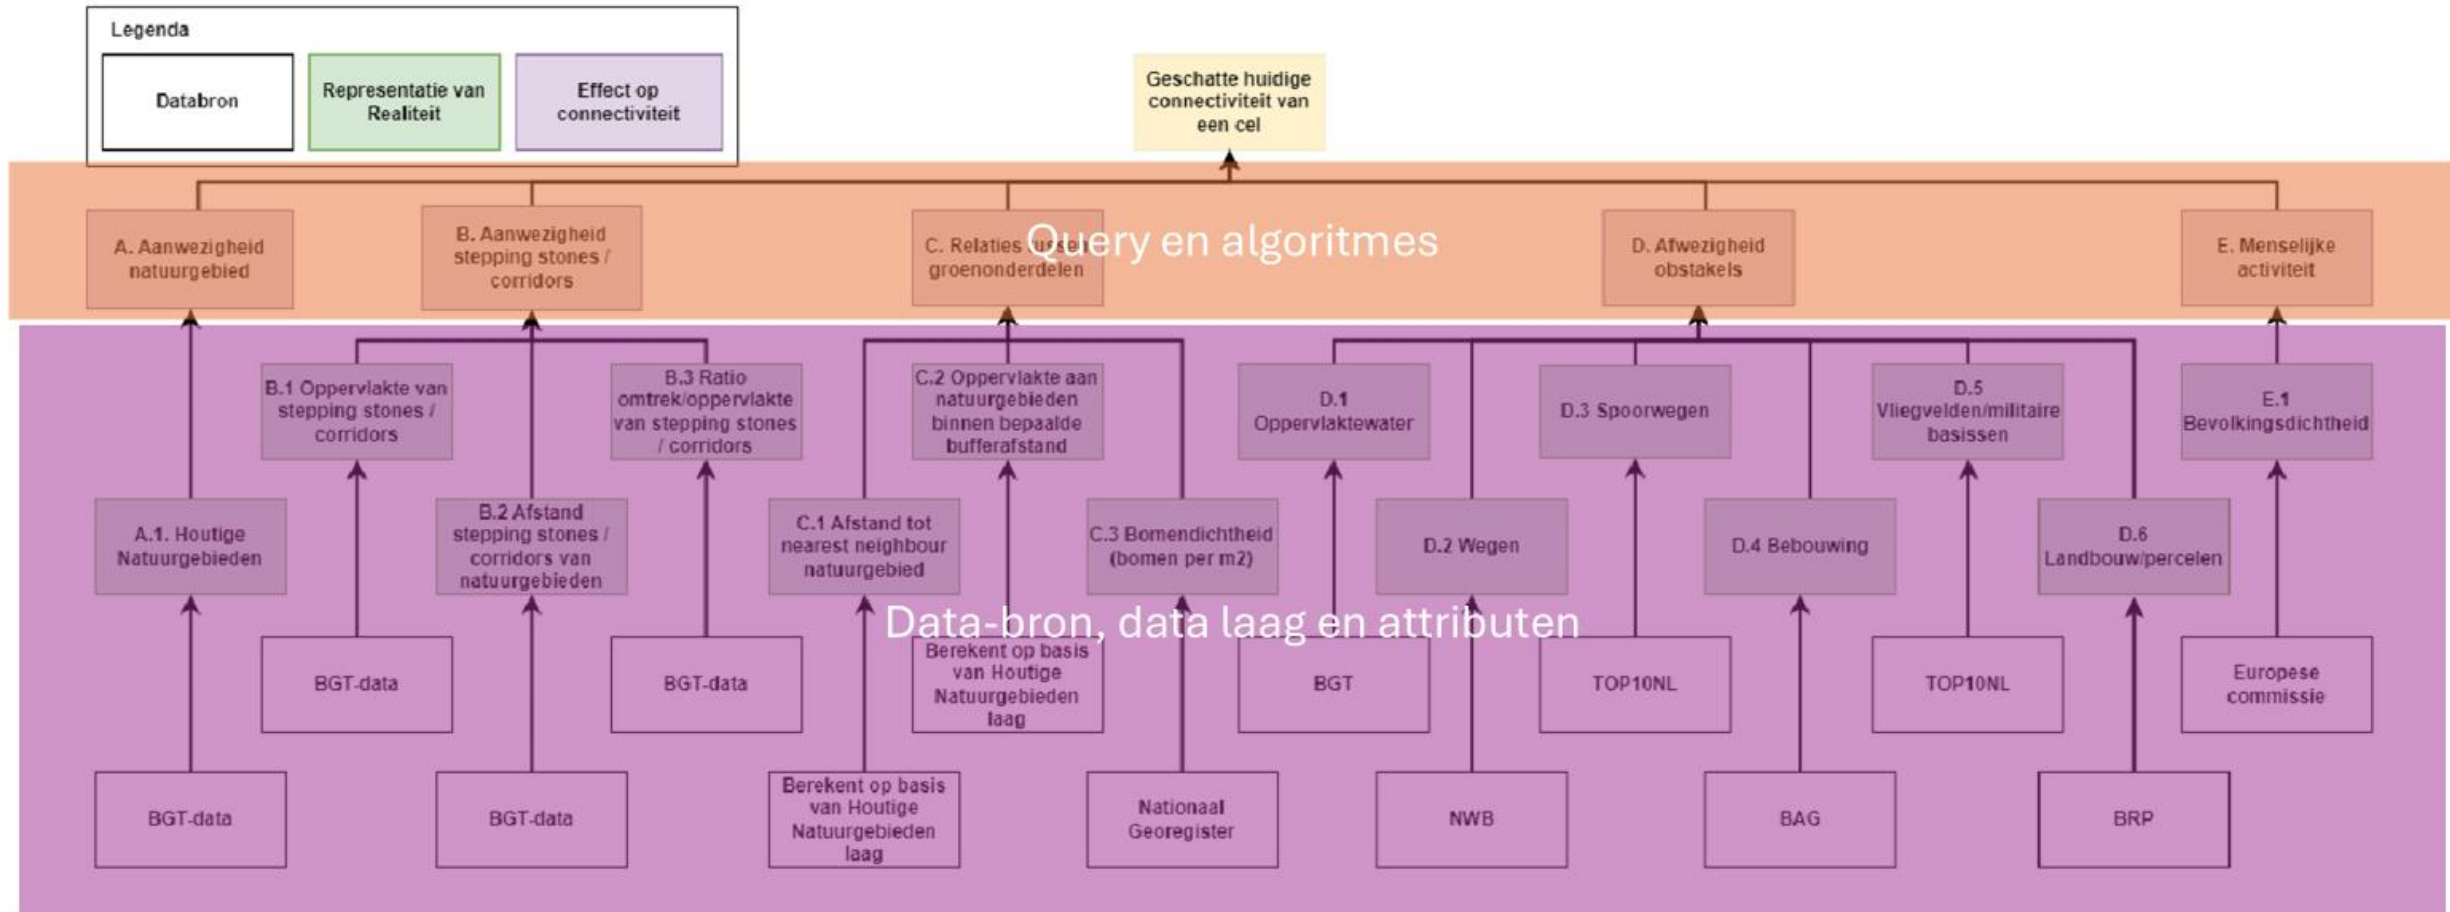 Legenda
Databron
Representatie van
Realiteit
Effect op
connectiviteit
Geschatte huidige
connectiviteit van
een cel
A. Aanwezigheid
natuurgebied
B. Aanwezigheid
stepping stones /
corridors
C. Relaties tussen
groenonderdelen
Query en algoritmes
D. Afwezigheid
obstakels
E. Menselijke
activiteit
B.1 Oppervlakte van
stepping stones /
corridors
B.3 Ratio
omtrek/oppervlakte
van stepping stones
/ corridors
C.2 Oppervlakte aan
natuurgebieden
binnen bepaalde
bufferafstand
D.1
Oppervlaktewater
D.3 Spoorwegen
D.5
Vliegvelden/militaire
basissen
E.1
Bevolkingsdichtheid
A.1. Houtige
Natuurgebieden
B.2 Afstand
stepping stones /
corridors van
natuurgebieden
C.1 Afstand tot
nearest neighbour
natuurgebied
C.3 Bomendichtheid
(bomen per m2)
D.2 Wegen
D.4 Bebouwing
D.6
Landbouw/percelen
Data-bron, data laag en attributen
BGT-data
BGT-data
Berekent op basis
van Houtige
Natuurgebieden
laag
BGT
TOP10NL
TOP10NL
Europese
commissie
BGT-data
BGT-data
Berekent op basis
van Houtige
Natuurgebieden
laag
Nationaal
Georegister
NWB
BAG
BRP